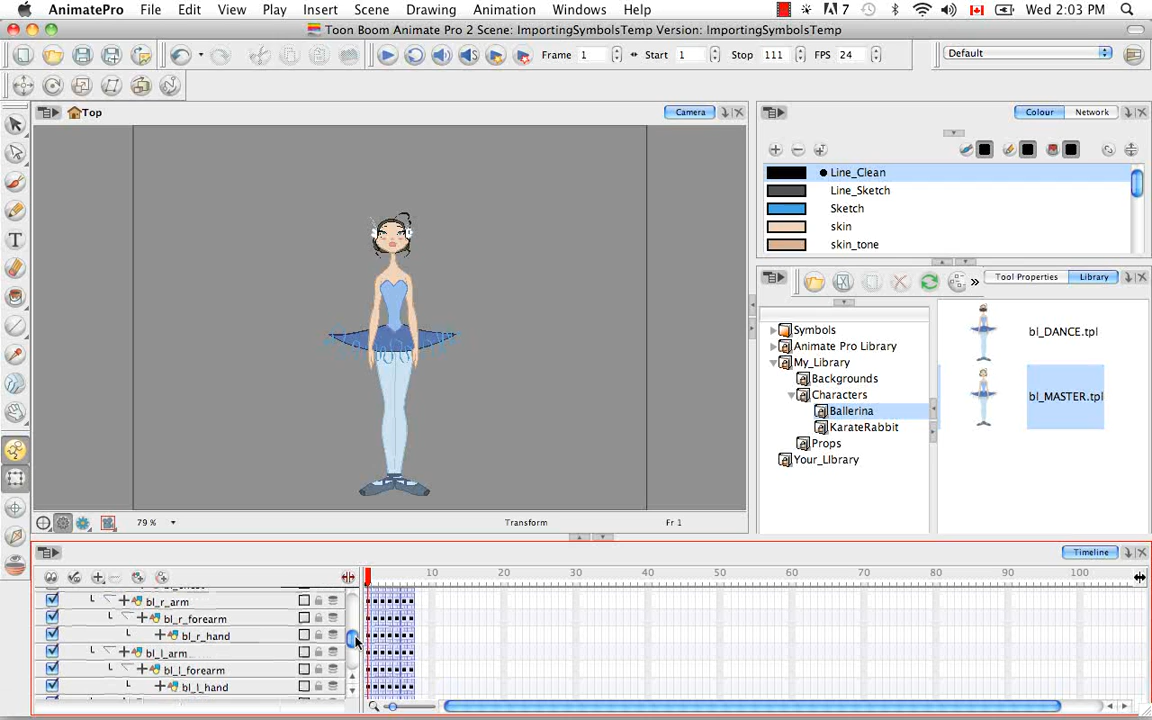 AnimatePro File Edit View Play Insert Scene Drawing Animation Windows Help 7 Wed 2:03 PM
Toon Boom Animate Pro 2 Scene: ImportingSymbolsTemp Version: ImportingSymbolsTemp
Frame 1 Start 1 Stop 111 FPS 24 Default
Top Camera Colour Network
Line_Clean
Line_Sketch
Sketch
skin
skin_tone
Tool Properties Library
Symbols
Animate Pro Library
My_Library
Backgrounds
Characters
Ballerina
KarateRabbit
Props
Your_LIbrary
bl_DANCE.tpl
bl_MASTER.tpl
79 % Transform Fr 1
Timeline
10 20 30 40 50 60 70 80 90 100
bl_r_arm
bl_r_forearm
bl_r_hand
bl_l_arm
bl_l_forearm
bl_l_hand